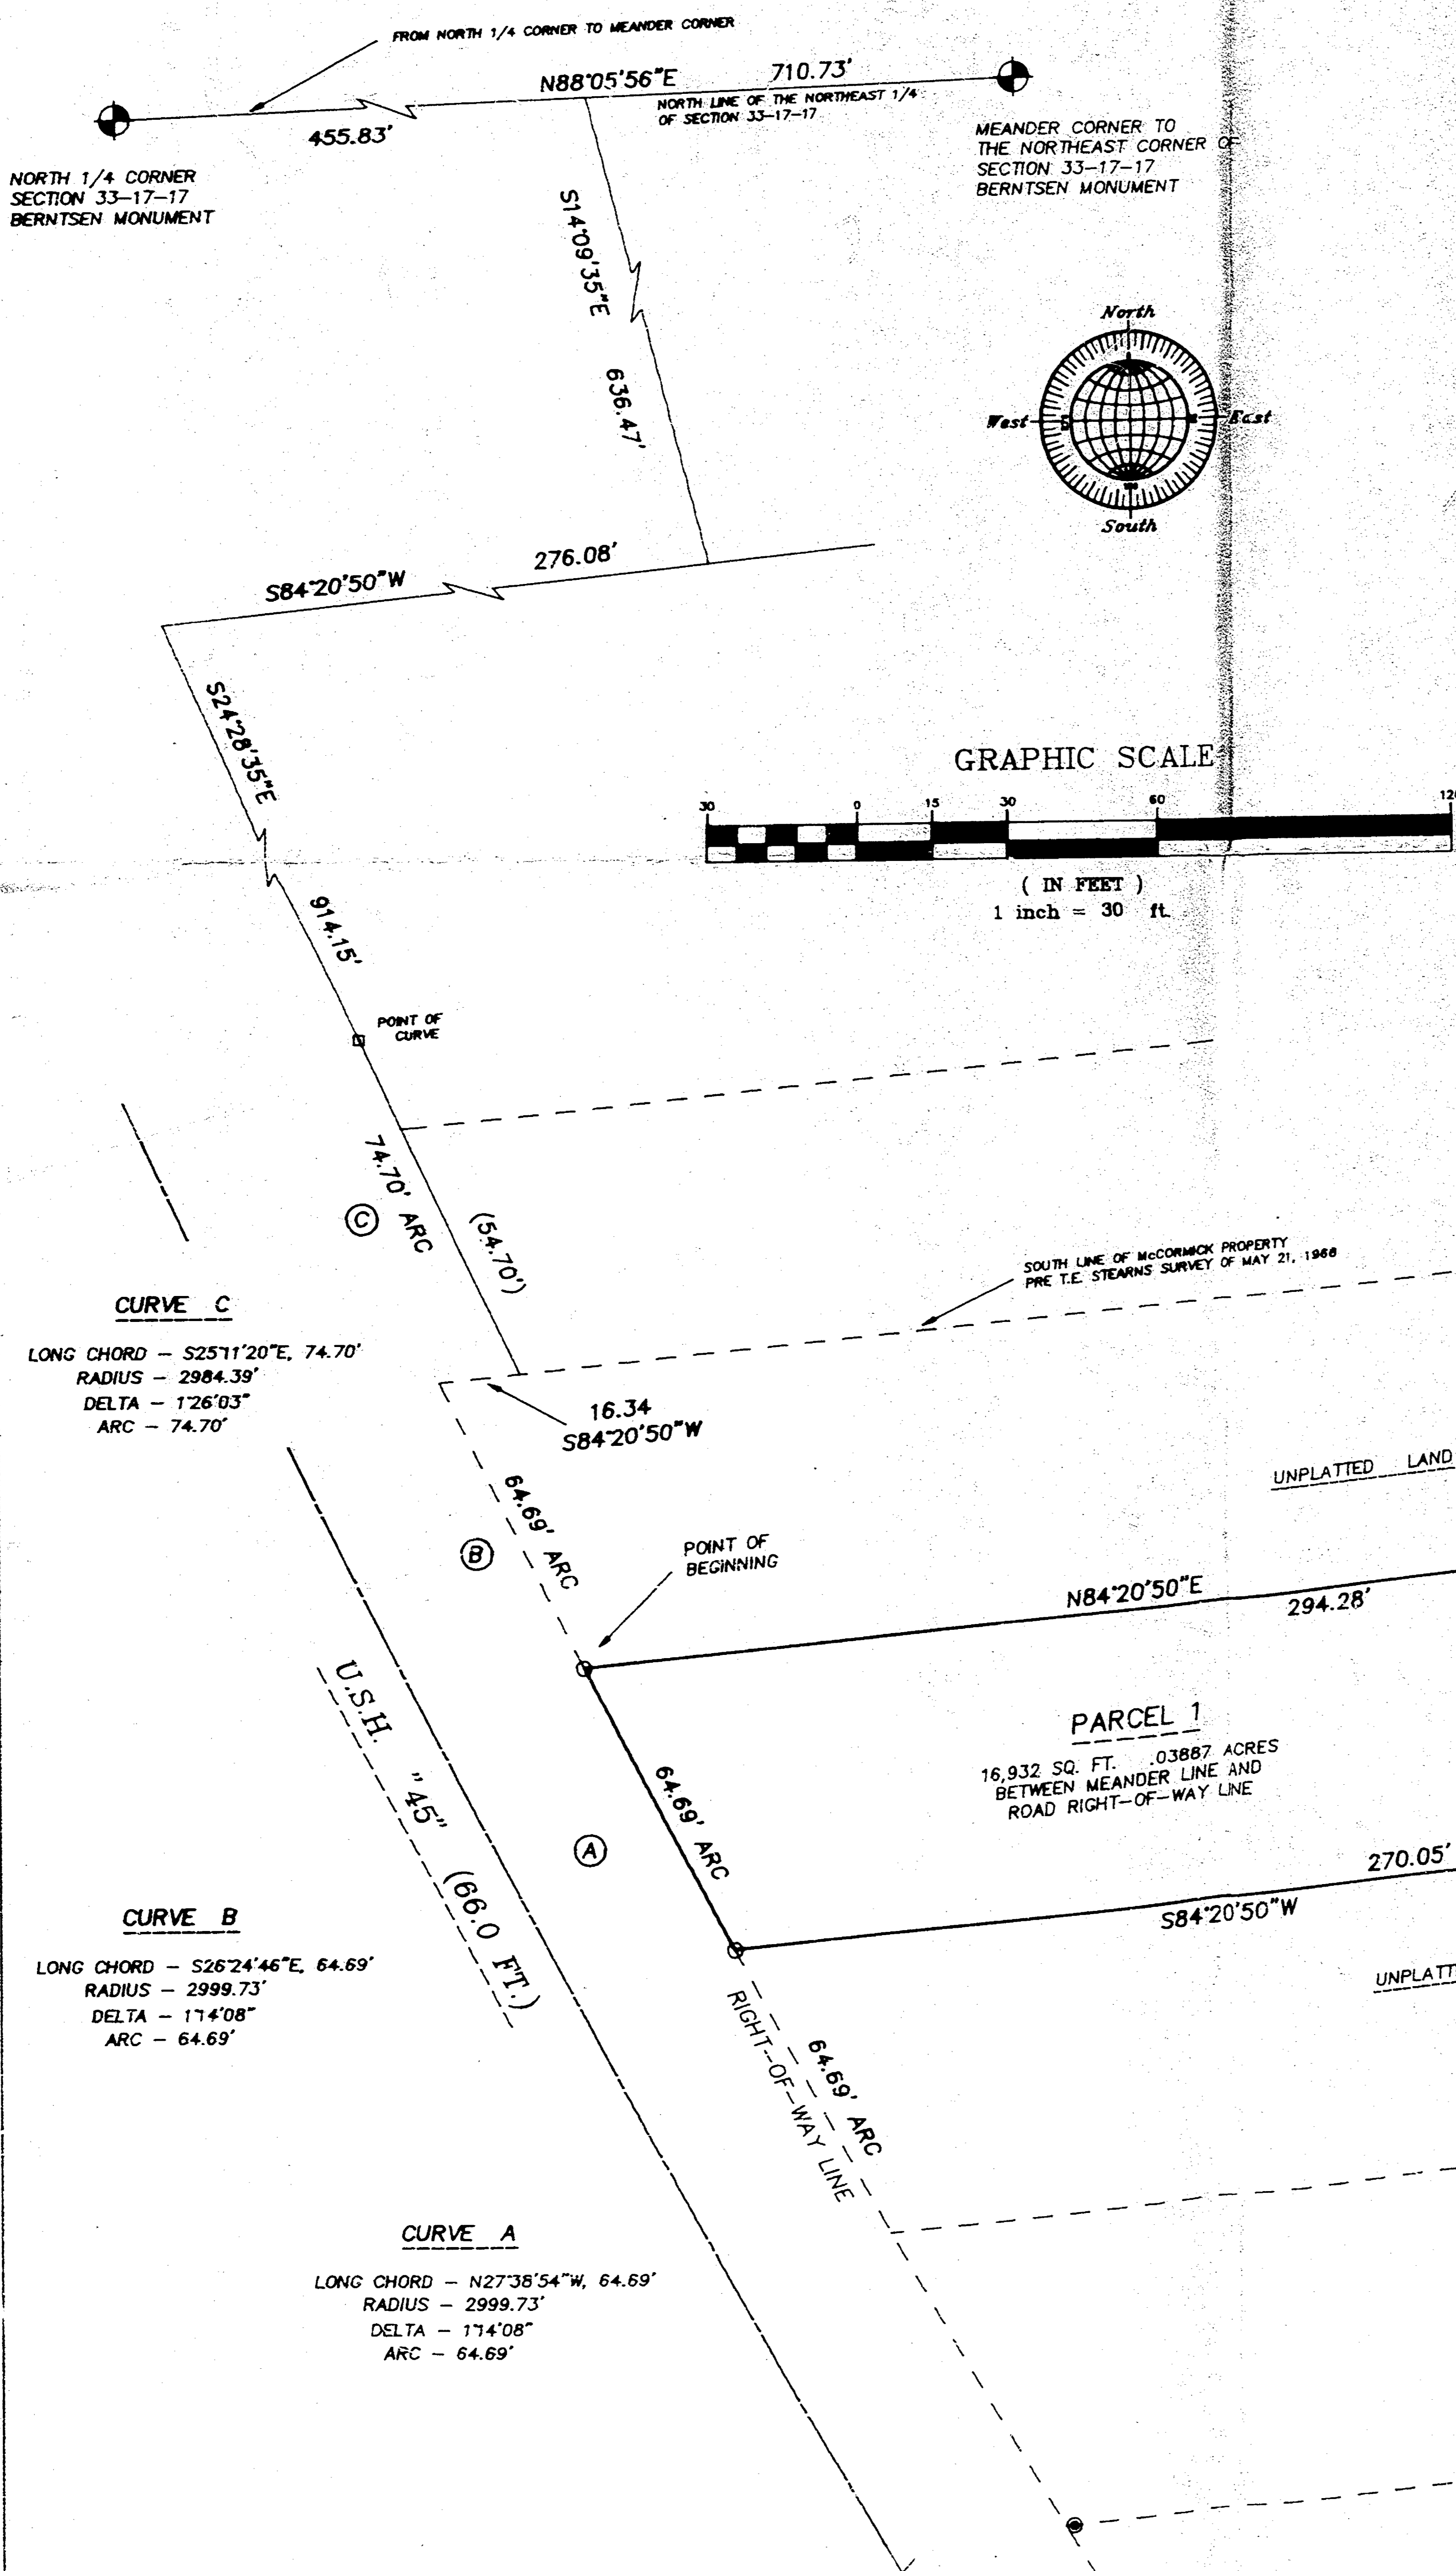 FROM NORTH 1/4 CORNER TO MEANDER CORNER
N88°05'56"E 710.73'
455.83'
NORTH LINE OF THE NORTHEAST 1/4
OF SECTION 33-17-17
NORTH 1/4 CORNER
SECTION 33-17-17
BERNTSEN MONUMENT
MEANDER CORNER TO
THE NORTHEAST CORNER OF
SECTION 33-17-17
BERNTSEN MONUMENT
S14°09'35"E
636.47'
North
West
East
South
276.08'
S84°20'50"W
S24°28'35"E
914.15'
GRAPHIC SCALE
30 0 15 30 60 120
( IN FEET )
1 inch = 30 ft.
POINT OF
CURVE
74.70' ARC
C
(54.70')
SOUTH LINE OF McCORMICK PROPERTY
PRE T.E. STEARNS SURVEY OF MAY 21, 1966
CURVE C
LONG CHORD - S25°11'20"E, 74.70'
RADIUS - 2984.39'
DELTA - 1°26'03"
ARC - 74.70'
16.34
S84°20'50"W
UNPLATTED LAND
64.69' ARC
B
POINT OF
BEGINNING
N84°20'50"E
294.28'
U.S.H. "45" (66.0 FT.)
PARCEL 1
16,932 SQ. FT. .03887 ACRES
BETWEEN MEANDER LINE AND
ROAD RIGHT-OF-WAY LINE
64.69' ARC
A
270.05'
S84°20'50"W
CURVE B
LONG CHORD - S26°24'46"E, 64.69'
RADIUS - 2999.73'
DELTA - 1°14'08"
ARC - 64.69'
UNPLATT
RIGHT-OF-WAY LINE
64.69' ARC
CURVE A
LONG CHORD - N27°38'54"W, 64.69'
RADIUS - 2999.73'
DELTA - 1°14'08"
ARC - 64.69'